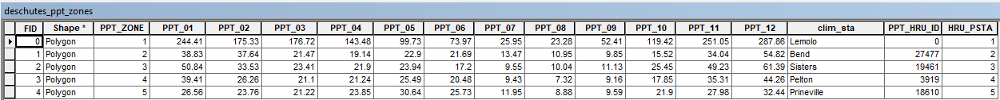 deschutes_ppt_zones
FID Shape * PPT_ZONE PPT_01 PPT_02 PPT_03 PPT_04 PPT_05 PPT_06 PPT_07 PPT_08 PPT_09 PPT_10 PPT_11 PPT_12 clim_sta PPT_HRU_ID HRU_PSTA
0 Polygon 1 244.41 175.33 176.72 143.48 99.73 73.97 25.95 23.28 52.41 119.42 251.05 287.86 Lemolo 0 1
1 Polygon 2 38.83 37.64 21.47 19.14 22.9 21.69 13.47 10.95 9.85 15.52 34.04 54.82 Bend 27477 2
2 Polygon 3 50.84 33.53 23.41 21.9 23.94 17.2 9.55 10.04 11.13 25.45 49.23 61.39 Sisters 19461 3
3 Polygon 4 39.41 26.26 21.1 21.24 25.49 20.48 9.43 7.32 9.16 17.85 35.31 44.26 Pelton 3919 4
4 Polygon 5 26.56 23.76 21.22 23.85 30.64 25.73 11.95 8.88 9.59 21.9 27.98 32.44 Prineville 18610 5